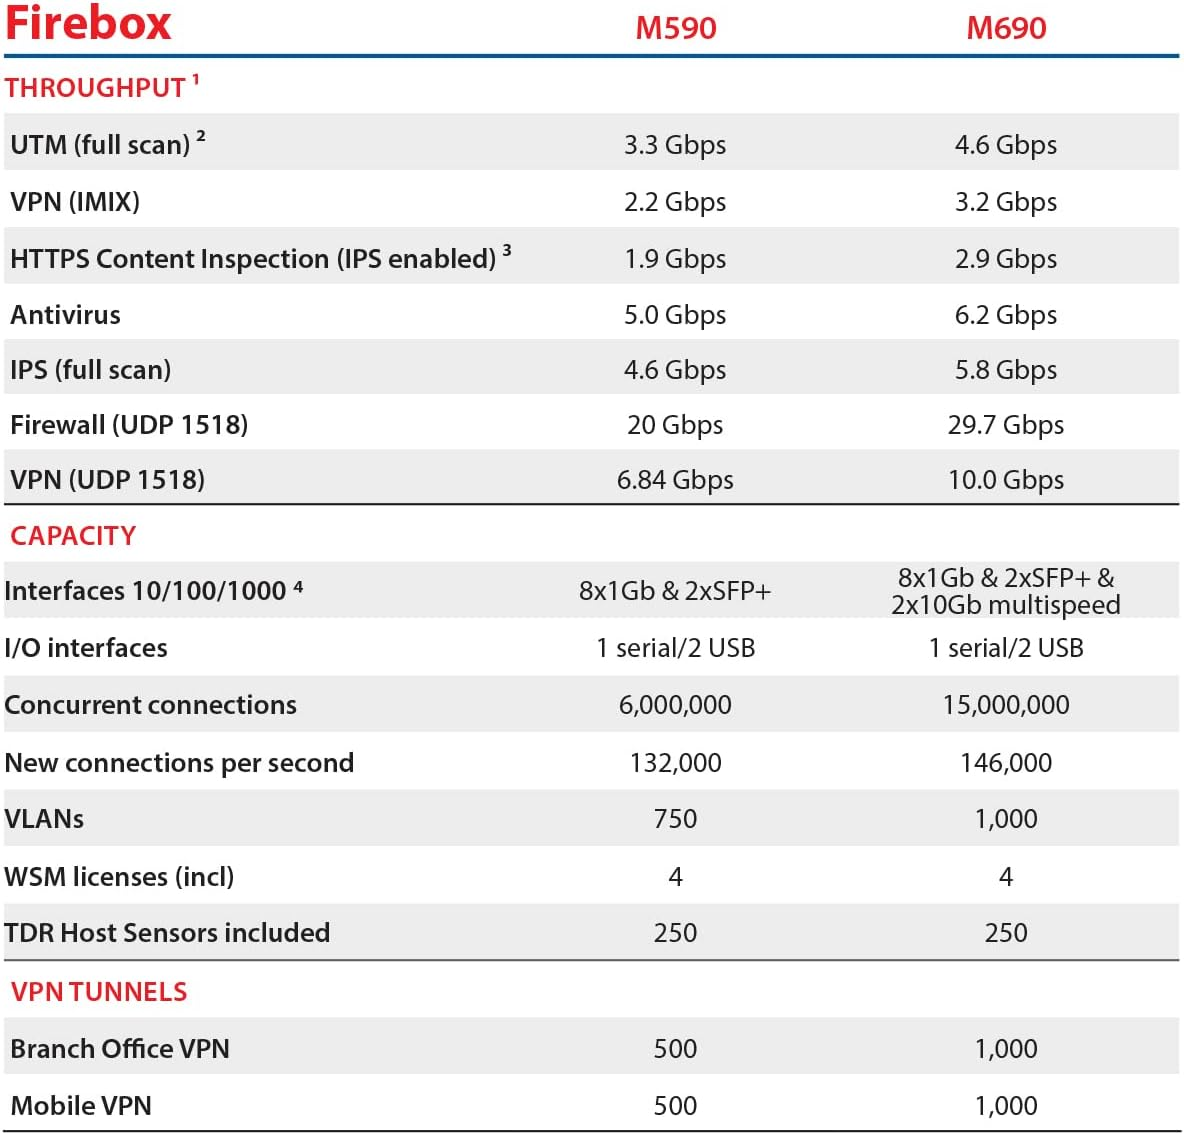 Firebox M590 M690
THROUGHPUT ¹
UTM (full scan) ² 3.3 Gbps 4.6 Gbps
VPN (IMIX) 2.2 Gbps 3.2 Gbps
HTTPS Content Inspection (IPS enabled) ³ 1.9 Gbps 2.9 Gbps
Antivirus 5.0 Gbps 6.2 Gbps
IPS (full scan) 4.6 Gbps 5.8 Gbps
Firewall (UDP 1518) 20 Gbps 29.7 Gbps
VPN (UDP 1518) 6.84 Gbps 10.0 Gbps
CAPACITY
Interfaces 10/100/1000 ⁴ 8x1Gb & 2xSFP+ 8x1Gb & 2xSFP+ &
2x10Gb multispeed
I/O interfaces 1 serial/2 USB 1 serial/2 USB
Concurrent connections 6,000,000 15,000,000
New connections per second 132,000 146,000
VLANs 750 1,000
WSM licenses (incl) 4 4
TDR Host Sensors included 250 250
VPN TUNNELS
Branch Office VPN 500 1,000
Mobile VPN 500 1,000